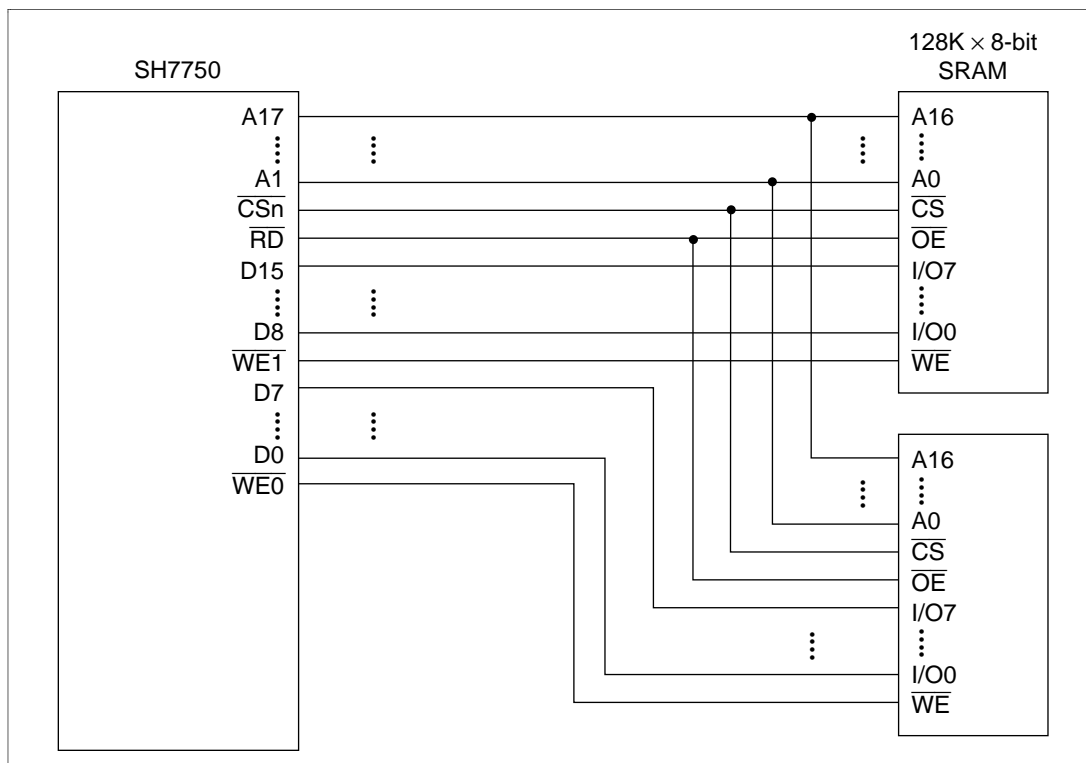 SH7750
A17
A1
CSn
RD
D15
D8
WE1
D7
D0
WE0
128K × 8-bit
SRAM
A16
A0
CS
OE
I/O7
I/O0
WE
A16
A0
CS
OE
I/O7
I/O0
WE